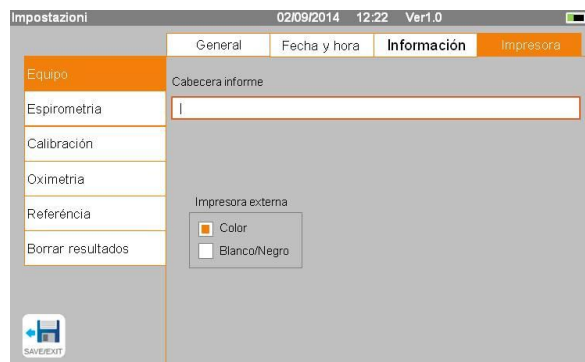 Impostazioni 02/09/2014 12:22 Ver1.0
General Fecha y hora Información Impresora
Equipo
Espirometria
Calibración
Oximetria
Referéncia
Borrar resultados
Cabecera informe
Impresora externa
Color
Blanco/Negro
SAVE/EXIT